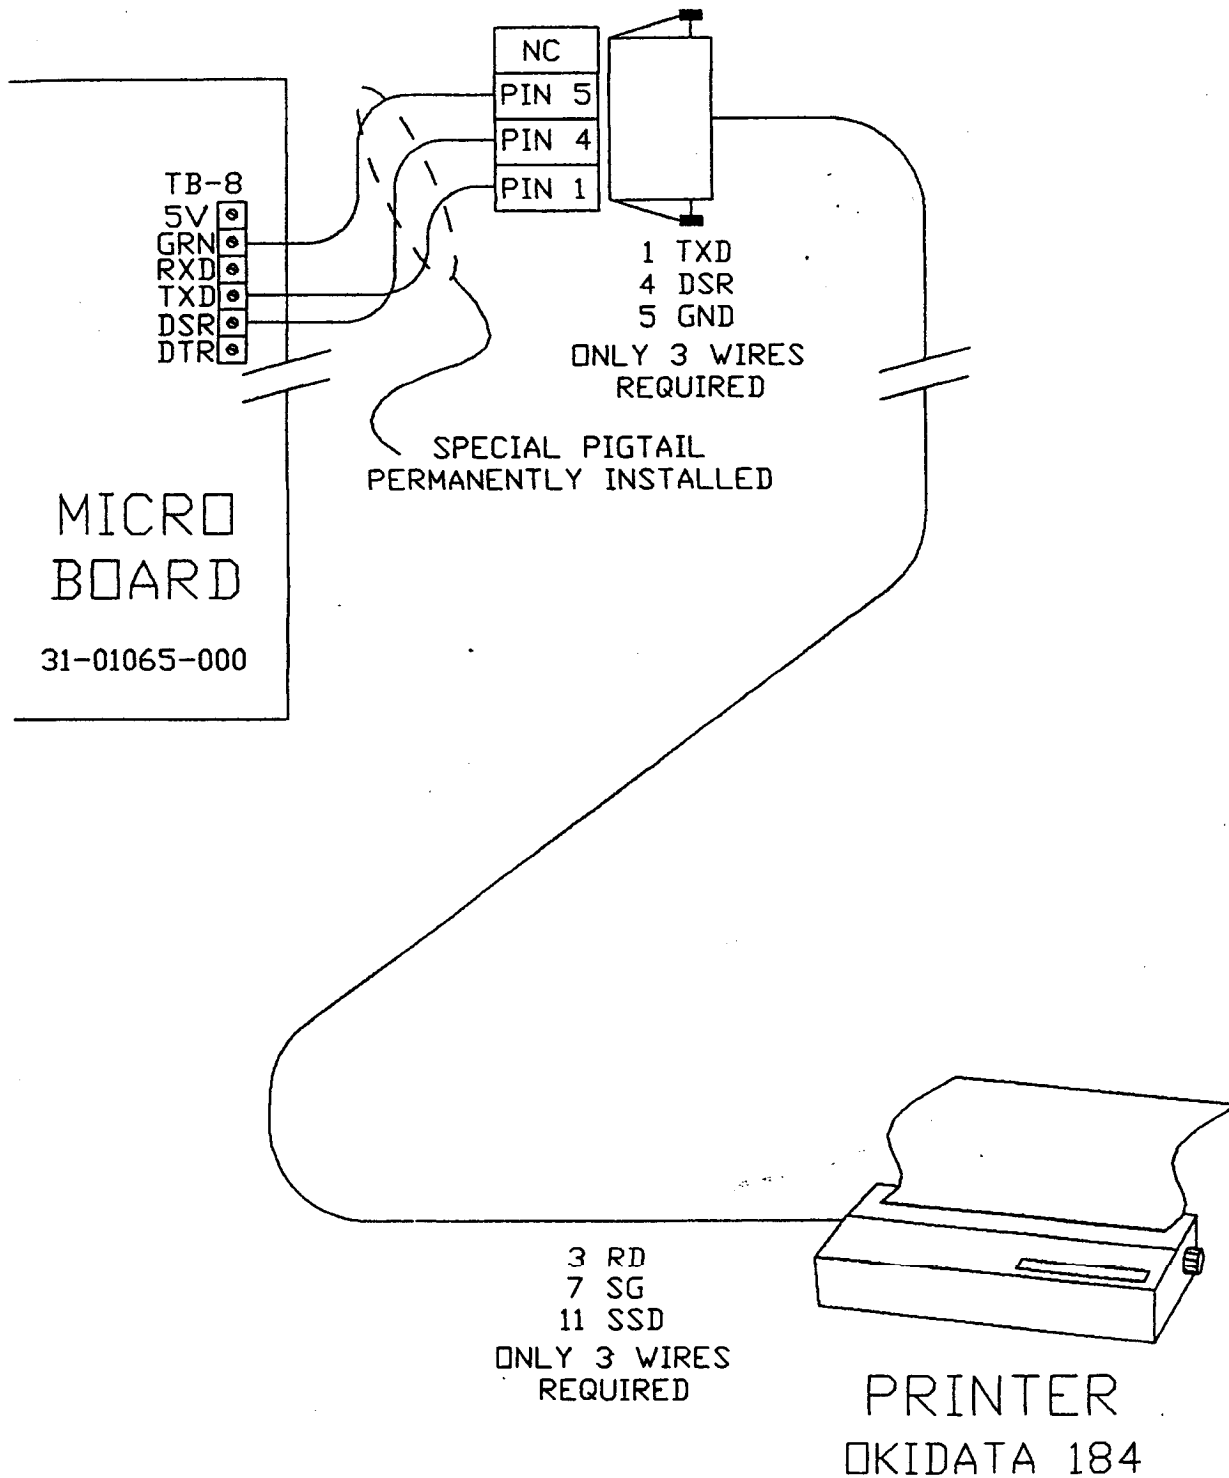 NC
PIN 5
PIN 4
PIN 1
TB-8
5V
GRN
RXD
TXD
DSR
DTR
1 TXD
4 DSR
5 GND
ONLY 3 WIRES
REQUIRED
SPECIAL PIGTAIL
PERMANENTLY INSTALLED
MICRO
BOARD
31-01065-000
3 RD
7 SG
11 SSD
ONLY 3 WIRES
REQUIRED
PRINTER
OKIDATA 184